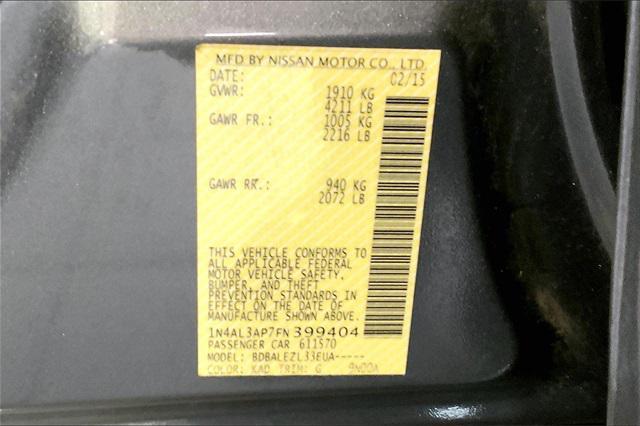 MFD BY NISSAN MOTOR CO., LTD.
DATE: 02/15
GVWR: 1910 KG
4211 LB
GAWR FR.: 1005 KG
2216 LB
GAWR RR.: 940 KG
2072 LB
THIS VEHICLE CONFORMS TO
ALL APPLICABLE FEDERAL
MOTOR VEHICLE SAFETY,
BUMPER, AND THEFT
PREVENTION STANDARDS IN
EFFECT ON THE DATE OF
MANUFACTURE SHOWN ABOVE.
1N4AL3AP7FN399404
PASSENGER CAR 611570
MODEL: BDBALEZL33EUA-----
COLOR: KAD TRIM: G 9N00A